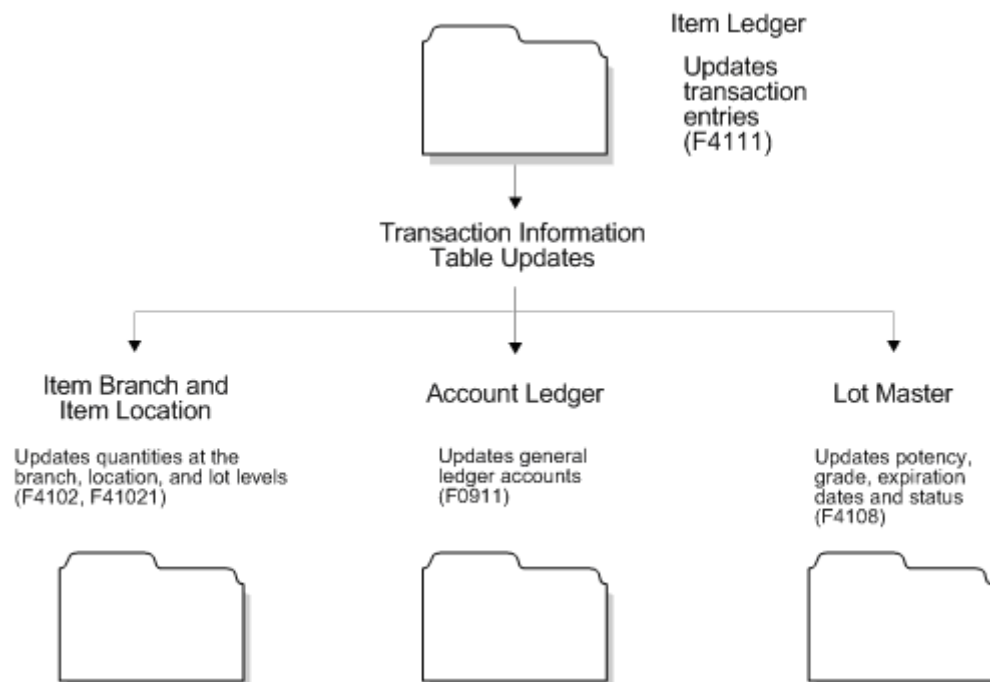 Item Ledger
Updates
transaction
entries
(F4111)
Transaction Information
Table Updates
Item Branch and
Item Location
Updates quantities at the
branch, location, and lot levels
(F4102, F41021)
Account Ledger
Updates general
ledger accounts
(F0911)
Lot Master
Updates potency,
grade, expiration
dates and status
(F4108)